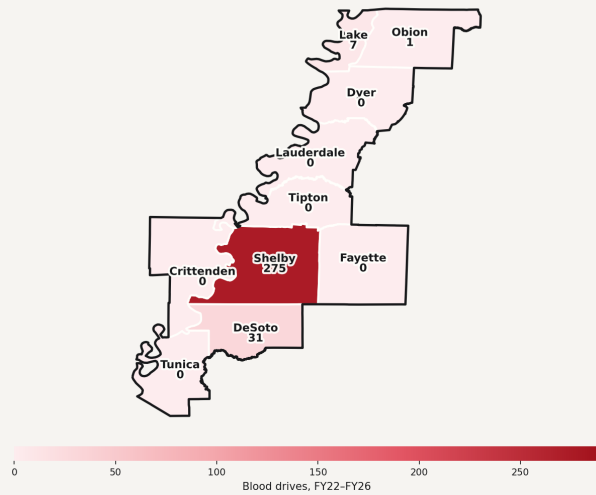 Lake
7
Obion
1
Dyer
0
Lauderdale
0
Tipton
0
Shelby
275
Fayette
0
Crittenden
0
DeSoto
31
Tunica
0
0 50 100 150 200 250
Blood drives, FY22–FY26